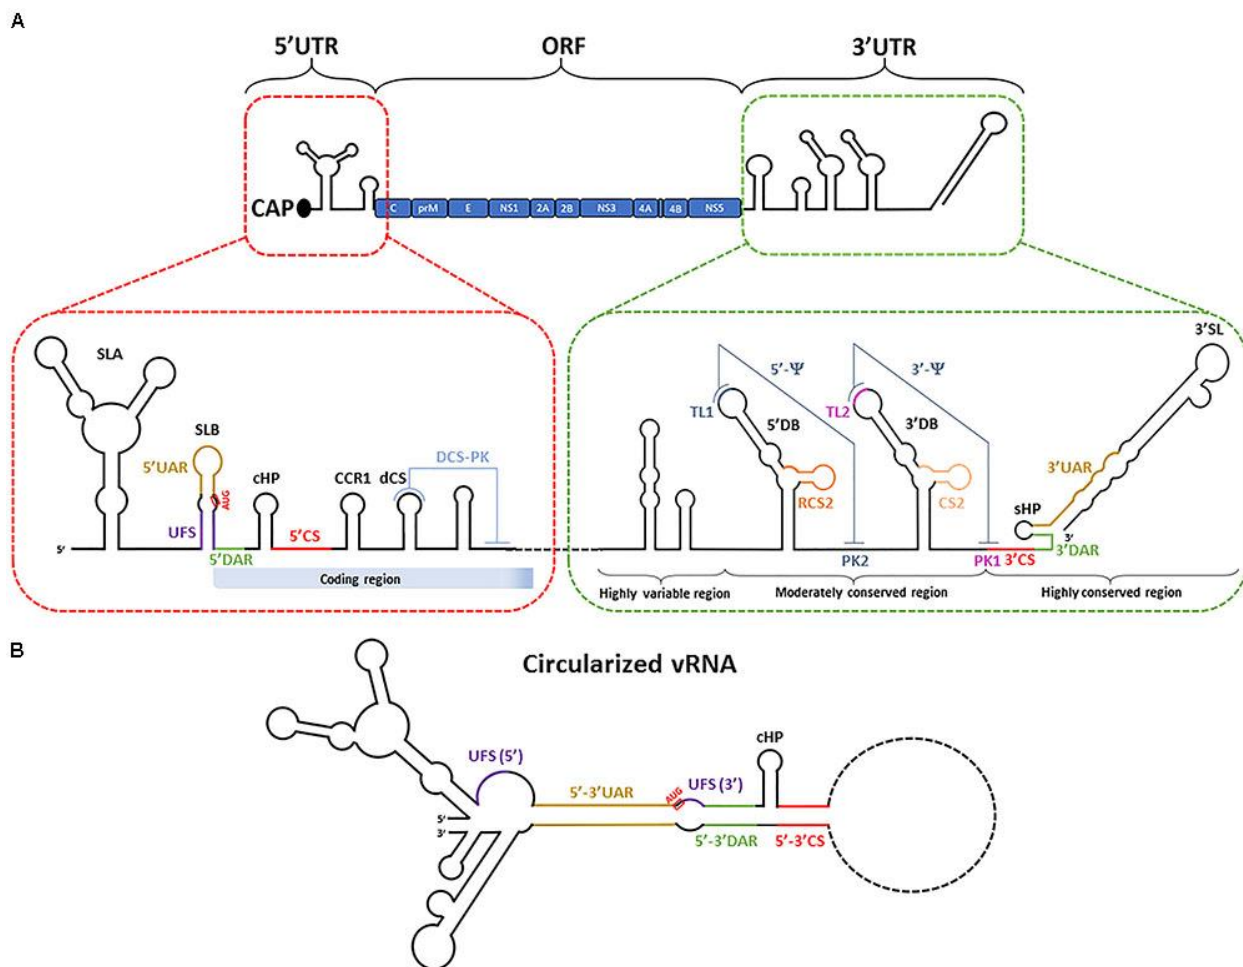 A
5'UTR ORF 3'UTR
CAP C prM E NS1 2A 2B NS3 4A 4B NS5
SLA
SLB
5'UAR
AUG
UFS
5'
5'DAR
cHP
5'CS
CCR1 dCS
DCS-PK
Coding region
5'-Ψ
TL1
5'DB
RCS2
PK2
3'-Ψ
TL2
3'DB
CS2
PK1
3'SL
3'UAR
sHP
3'
3'CS
3'DAR
Highly variable region Moderately conserved region Highly conserved region
B
Circularized vRNA
UFS (5')
5'-3'UAR
AUG
UFS (3')
cHP
5'
3'
5'-3'DAR
5'-3'CS